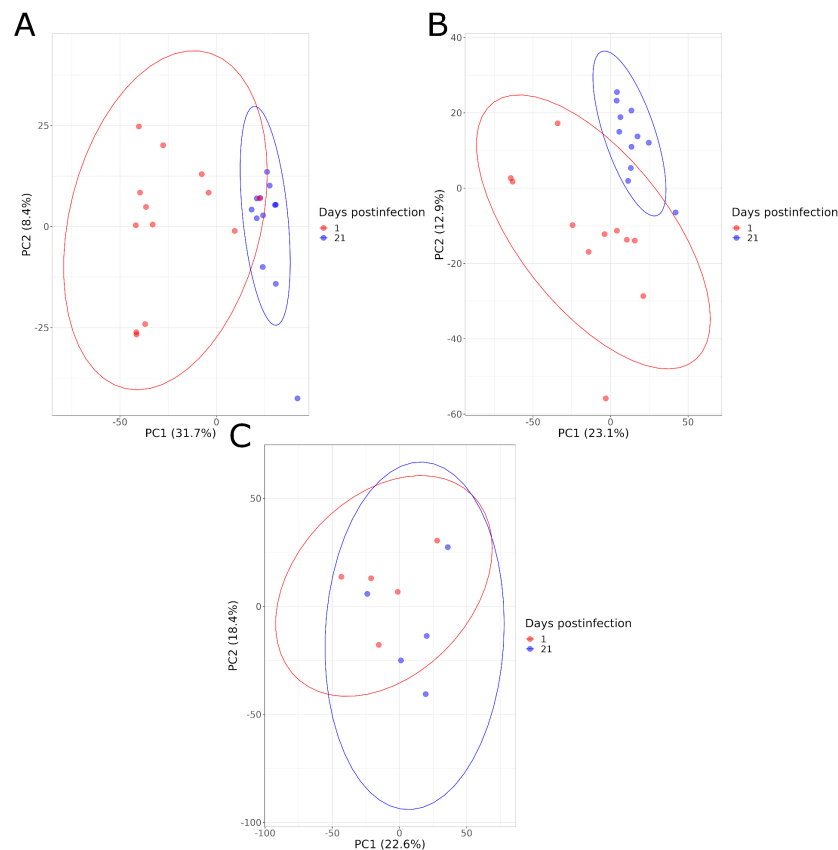 A
25
0
-25
PC2 (8.4%)
-50
0
PC1 (31.7%)
Days postinfection
1
21
B
40
20
0
-20
-40
-60
PC2 (12.9%)
-50
0
50
PC1 (23.1%)
Days postinfection
1
21
C
50
0
-50
-100
PC2 (18.4%)
-100
-50
0
50
PC1 (22.6%)
Days postinfection
1
21